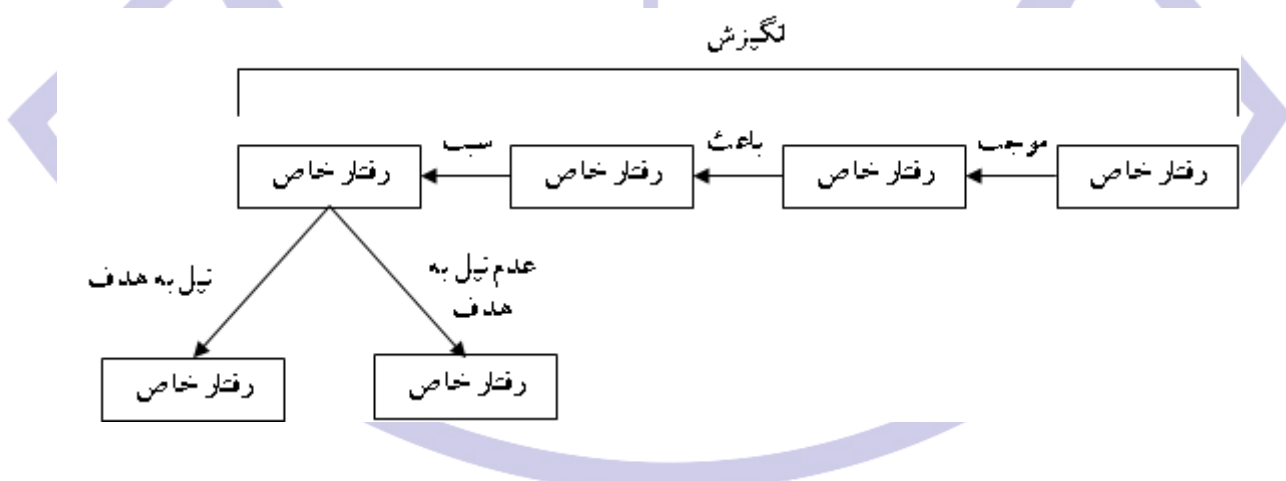 انگیزش
موجب
باعث
سبب
رفتار خاص
رفتار خاص
رفتار خاص
رفتار خاص
عدم نیل به
هدف
نیل به هدف
رفتار خاص
رفتار خاص